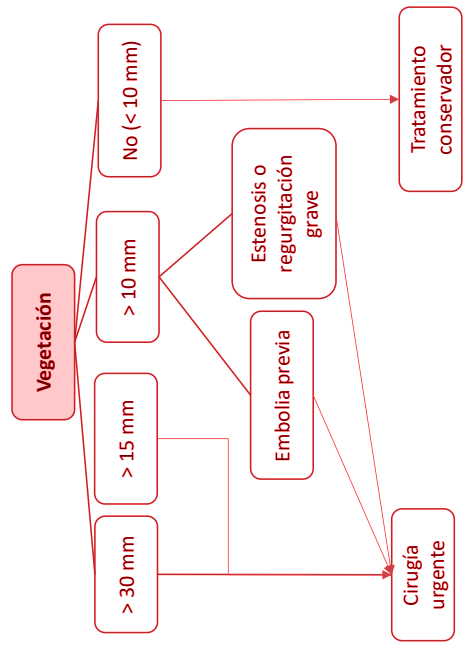 Vegetación
> 30 mm
> 15 mm
> 10 mm
No (< 10 mm)
Embolia previa
Estenosis o
regurgitación
grave
Cirugía
urgente
Tratamiento
conservador